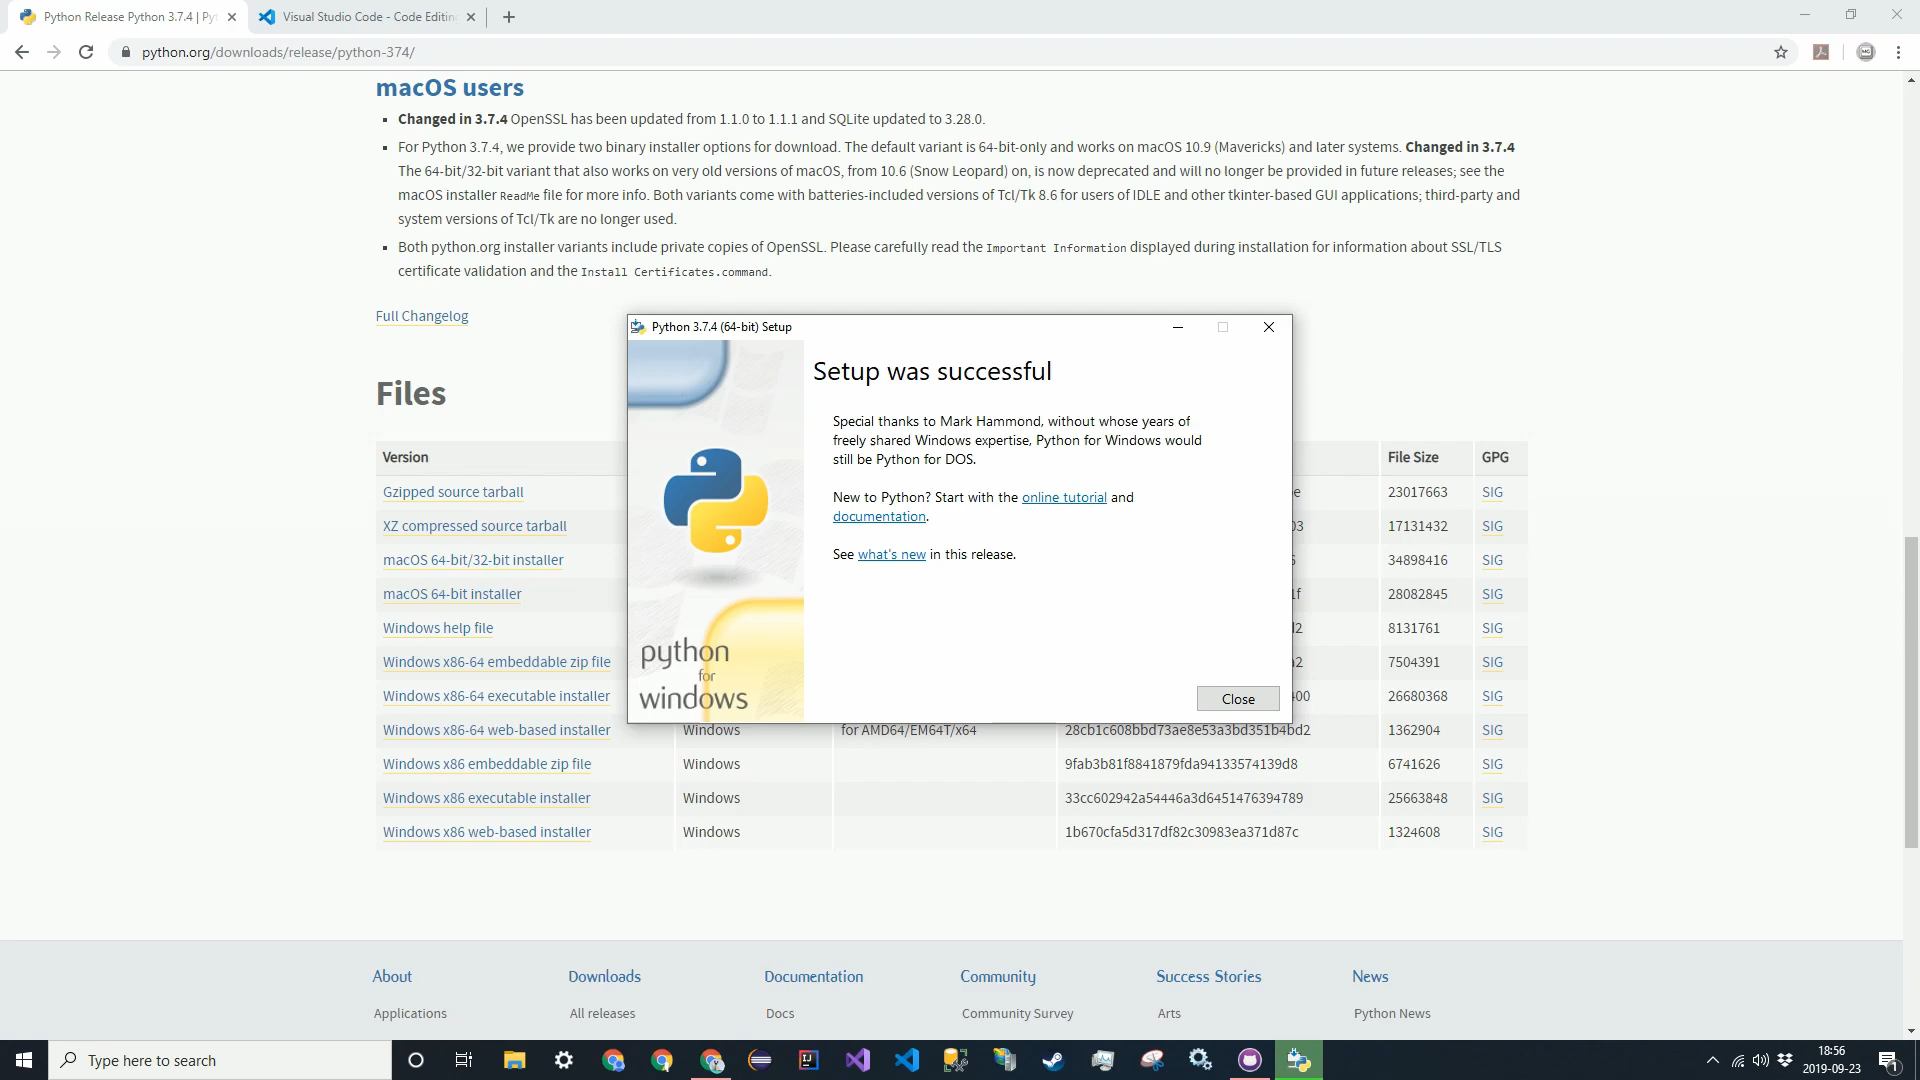 Python Release Python 3.7.4 | Pyt
Visual Studio Code - Code Editin
python.org/downloads/release/python-374/
macOS users
Changed in 3.7.4 OpenSSL has been updated from 1.1.0 to 1.1.1 and SQLite updated to 3.28.0.
For Python 3.7.4, we provide two binary installer options for download. The default variant is 64-bit-only and works on macOS 10.9 (Mavericks) and later systems. Changed in 3.7.4
The 64-bit/32-bit variant that also works on very old versions of macOS, from 10.6 (Snow Leopard) on, is now deprecated and will no longer be provided in future releases; see the
macOS installer ReadMe file for more info. Both variants come with batteries-included versions of Tcl/Tk 8.6 for users of IDLE and other tkinter-based GUI applications; third-party and
system versions of Tcl/Tk are no longer used.
Both python.org installer variants include private copies of OpenSSL. Please carefully read the Important Information displayed during installation for information about SSL/TLS
certificate validation and the Install Certificates.command.
Full Changelog
Python 3.7.4 (64-bit) Setup
Setup was successful
Special thanks to Mark Hammond, without whose years of
freely shared Windows expertise, Python for Windows would
still be Python for DOS.
New to Python? Start with the online tutorial and
documentation.
See what's new in this release.
python
for
windows
Close
Files
Version File Size GPG
Gzipped source tarball e 23017663 SIG
XZ compressed source tarball 03 17131432 SIG
macOS 64-bit/32-bit installer 34898416 SIG
macOS 64-bit installer 1f 28082845 SIG
Windows help file 8131761 SIG
Windows x86-64 embeddable zip file a2 7504391 SIG
Windows x86-64 executable installer 400 26680368 SIG
Windows x86-64 web-based installer Windows for AMD64/EM64T/x64 28cb1c608bbd73ae8e53a3bd351b4bd2 1362904 SIG
Windows x86 embeddable zip file Windows 9fab3b81f8841879fda94133574139d8 6741626 SIG
Windows x86 executable installer Windows 33cc602942a54446a3d6451476394789 25663848 SIG
Windows x86 web-based installer Windows 1b670cfa5d317df82c30983ea371d87c 1324608 SIG
About Downloads Documentation Community Success Stories News
Applications All releases Docs Community Survey Arts Python News
Type here to search
18:56
2019-09-23
1